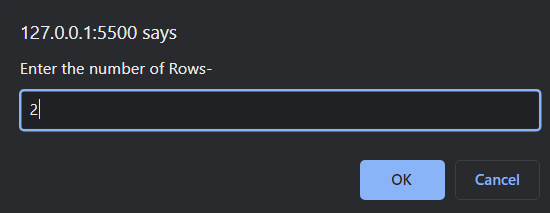 127.0.0.1:5500 says
Enter the number of Rows-
2
OK Cancel